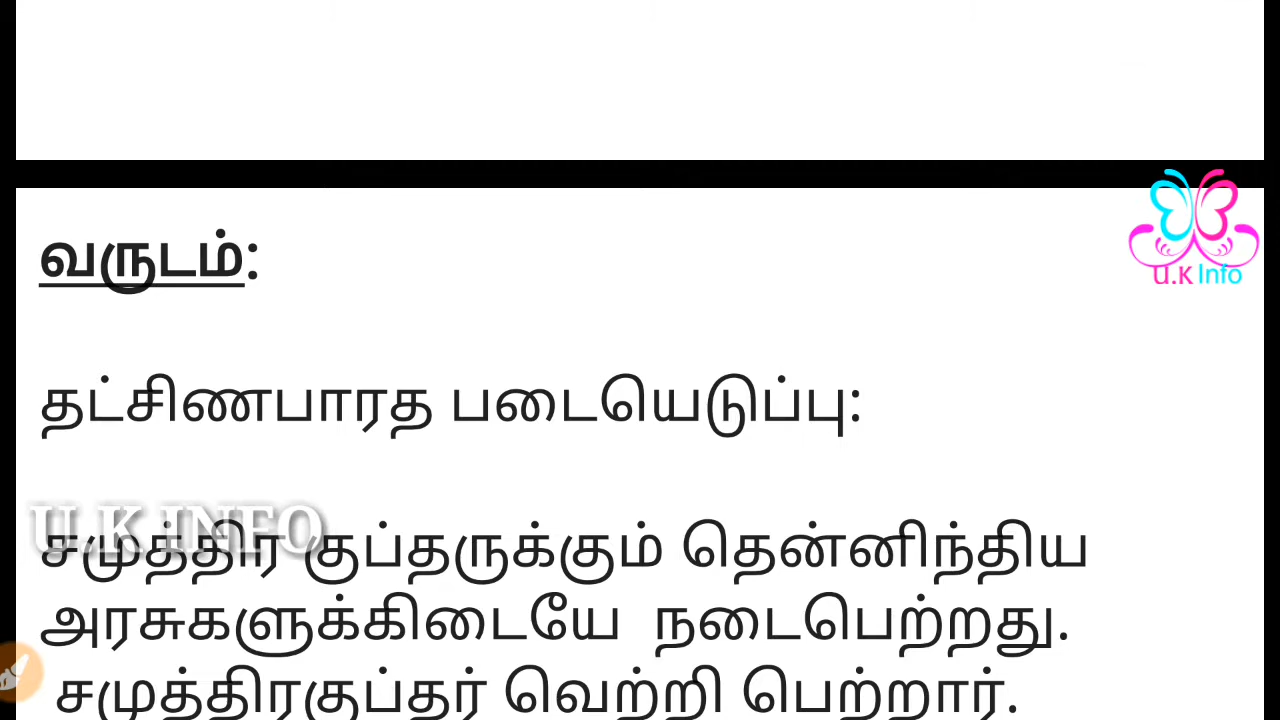 வருடம்:
U.K Info
தட்சிணபாரத படையெடுப்பு:
U.K INFO
சமுத்திர குப்தருக்கும் தென்னிந்திய
அரசுகளுக்கிடையே நடைபெற்றது.
சமுத்திரகுப்தர் வெற்றி பெற்றார்.